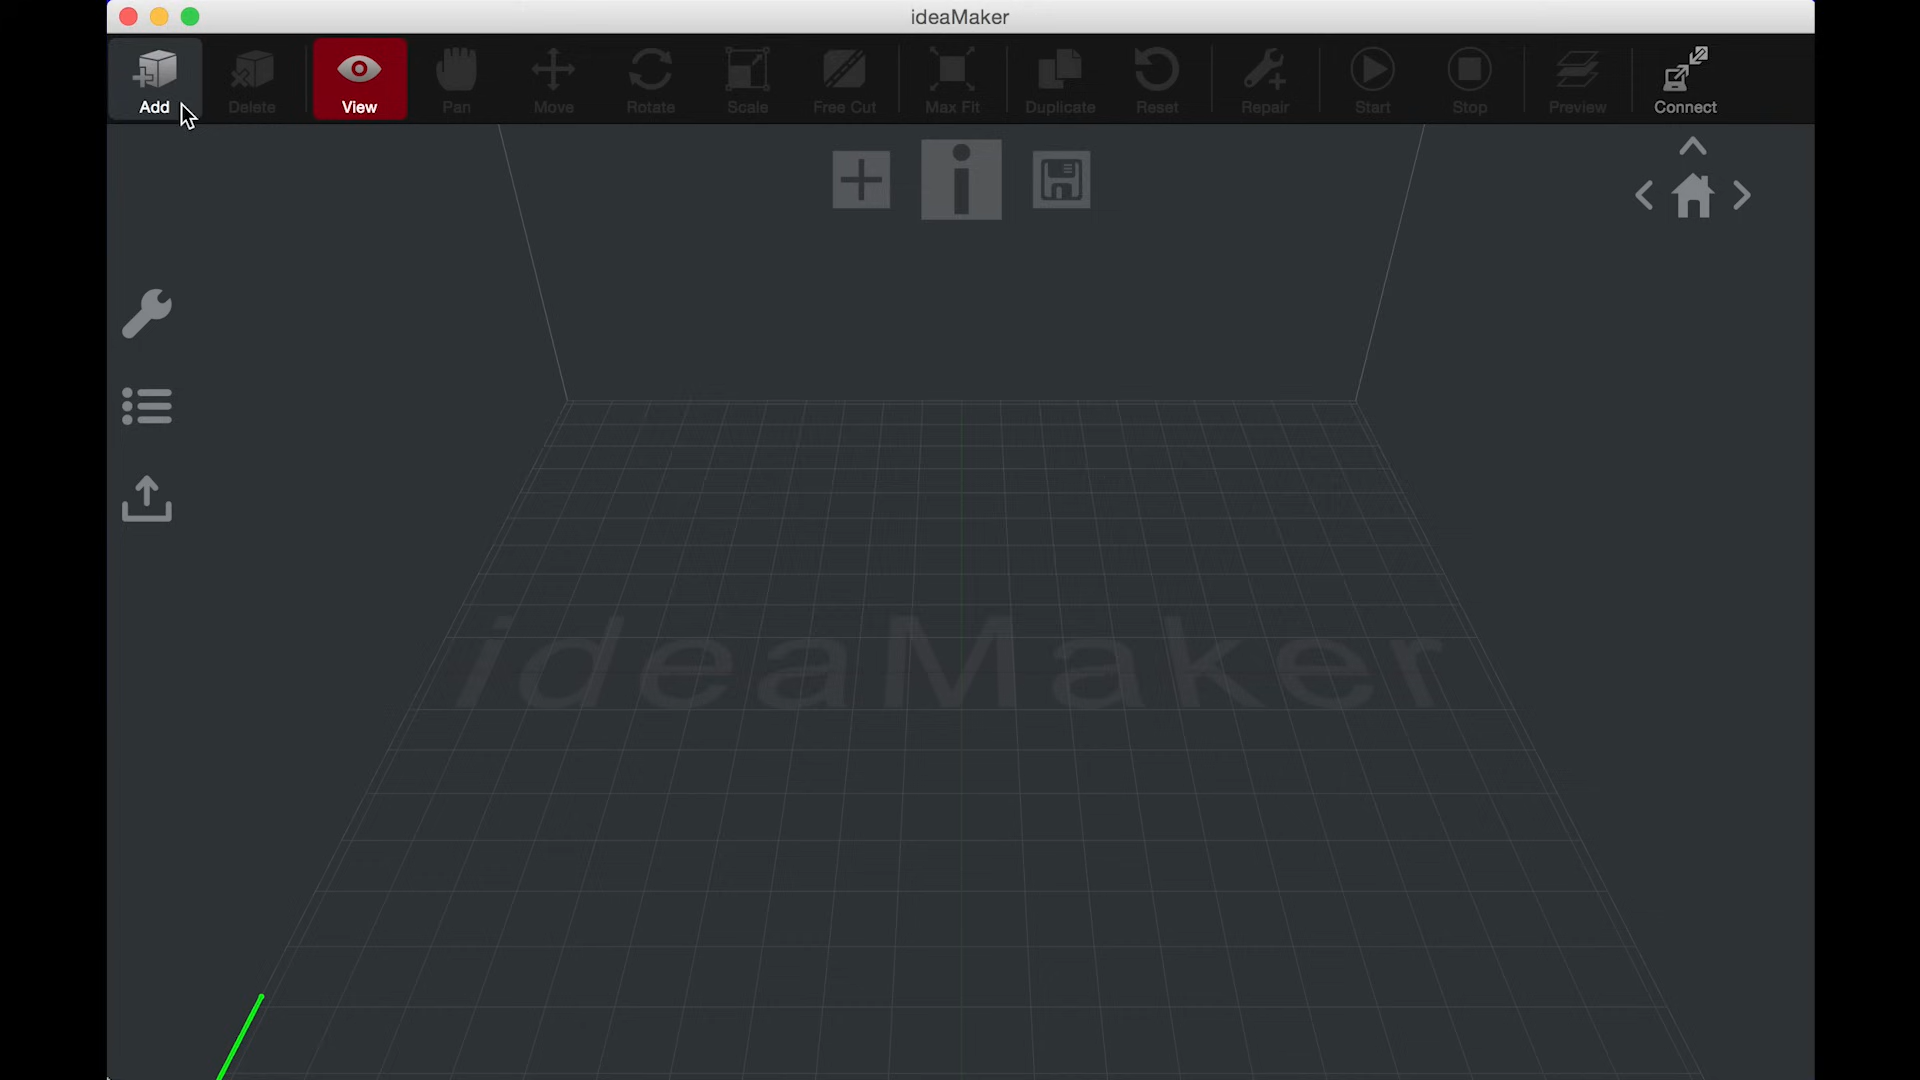 ideaMaker
Add Delete View Pan Move Rotate Scale Free Cut Max Fit Duplicate Reset Repair Start Stop Preview Connect
ideaMaker